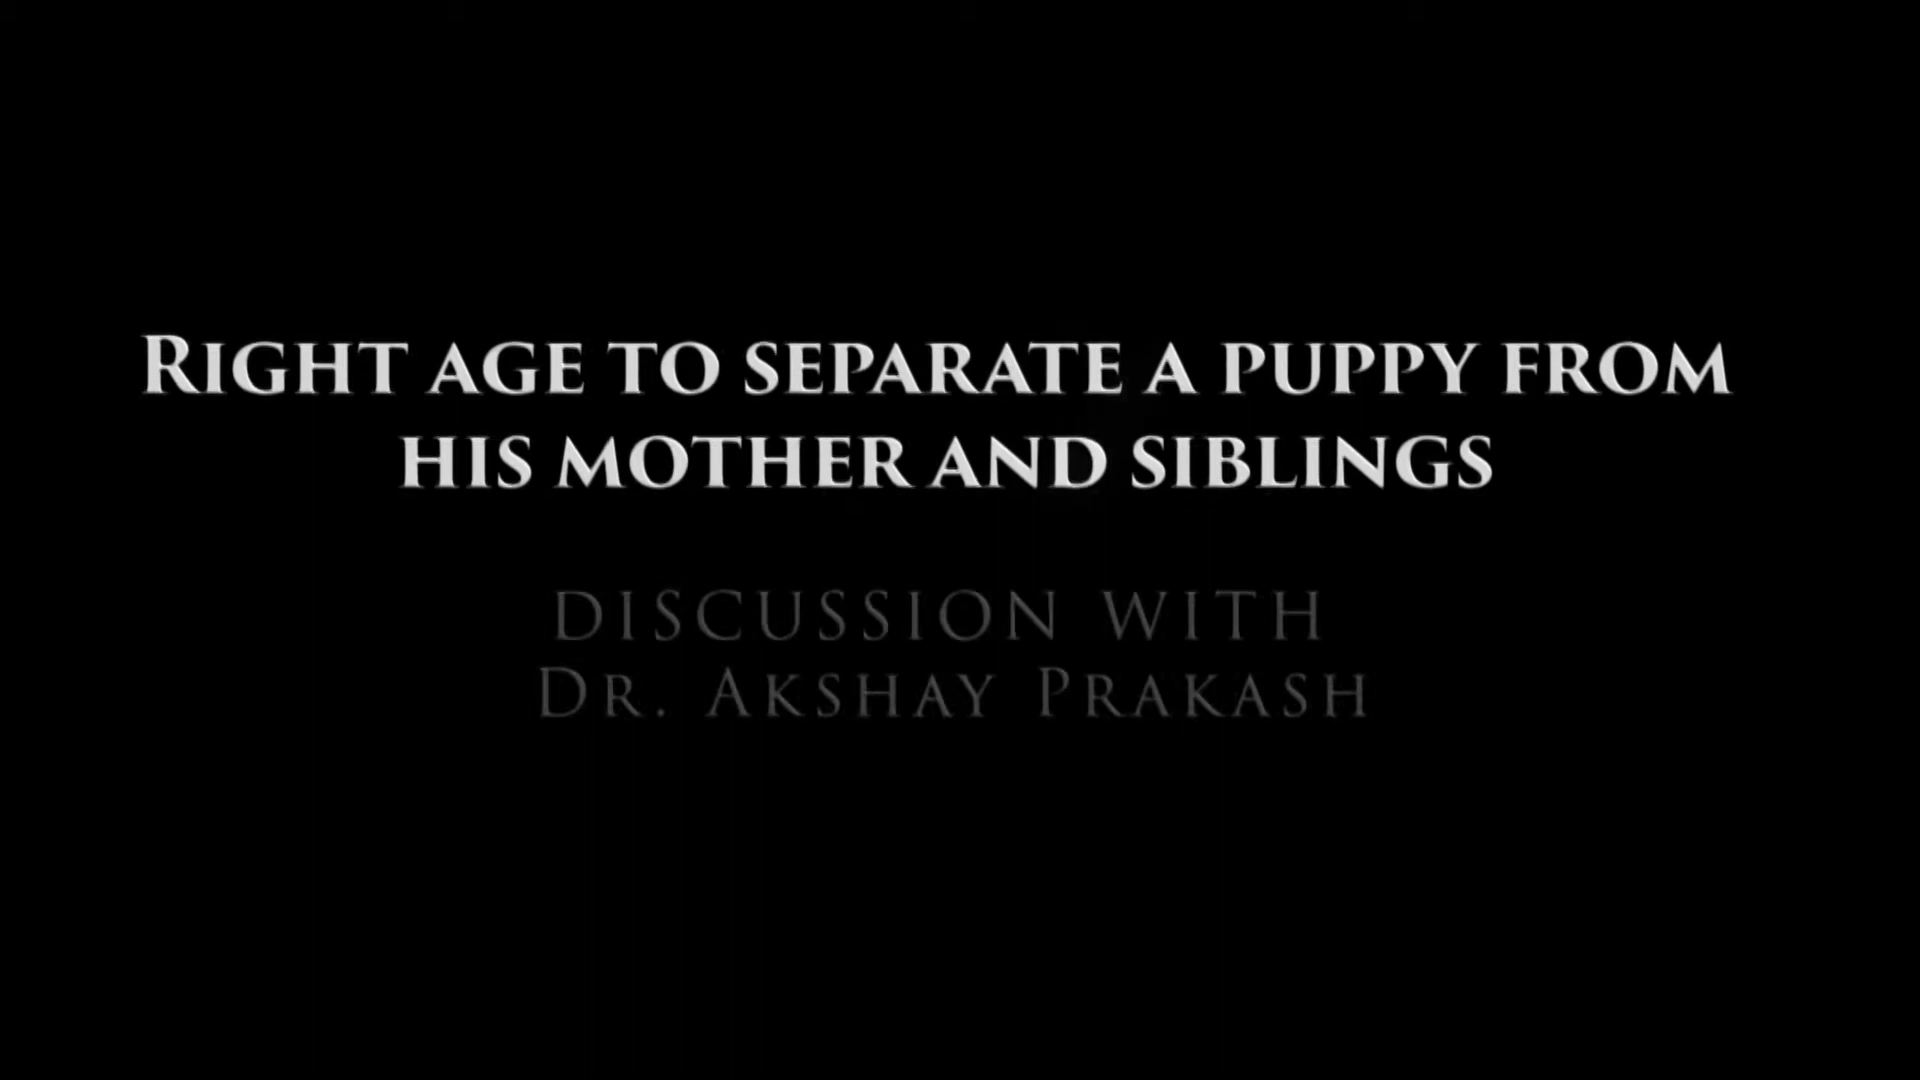 Right age to separate a puppy from
his mother and siblings
discussion with
Dr. Akshay Prakash